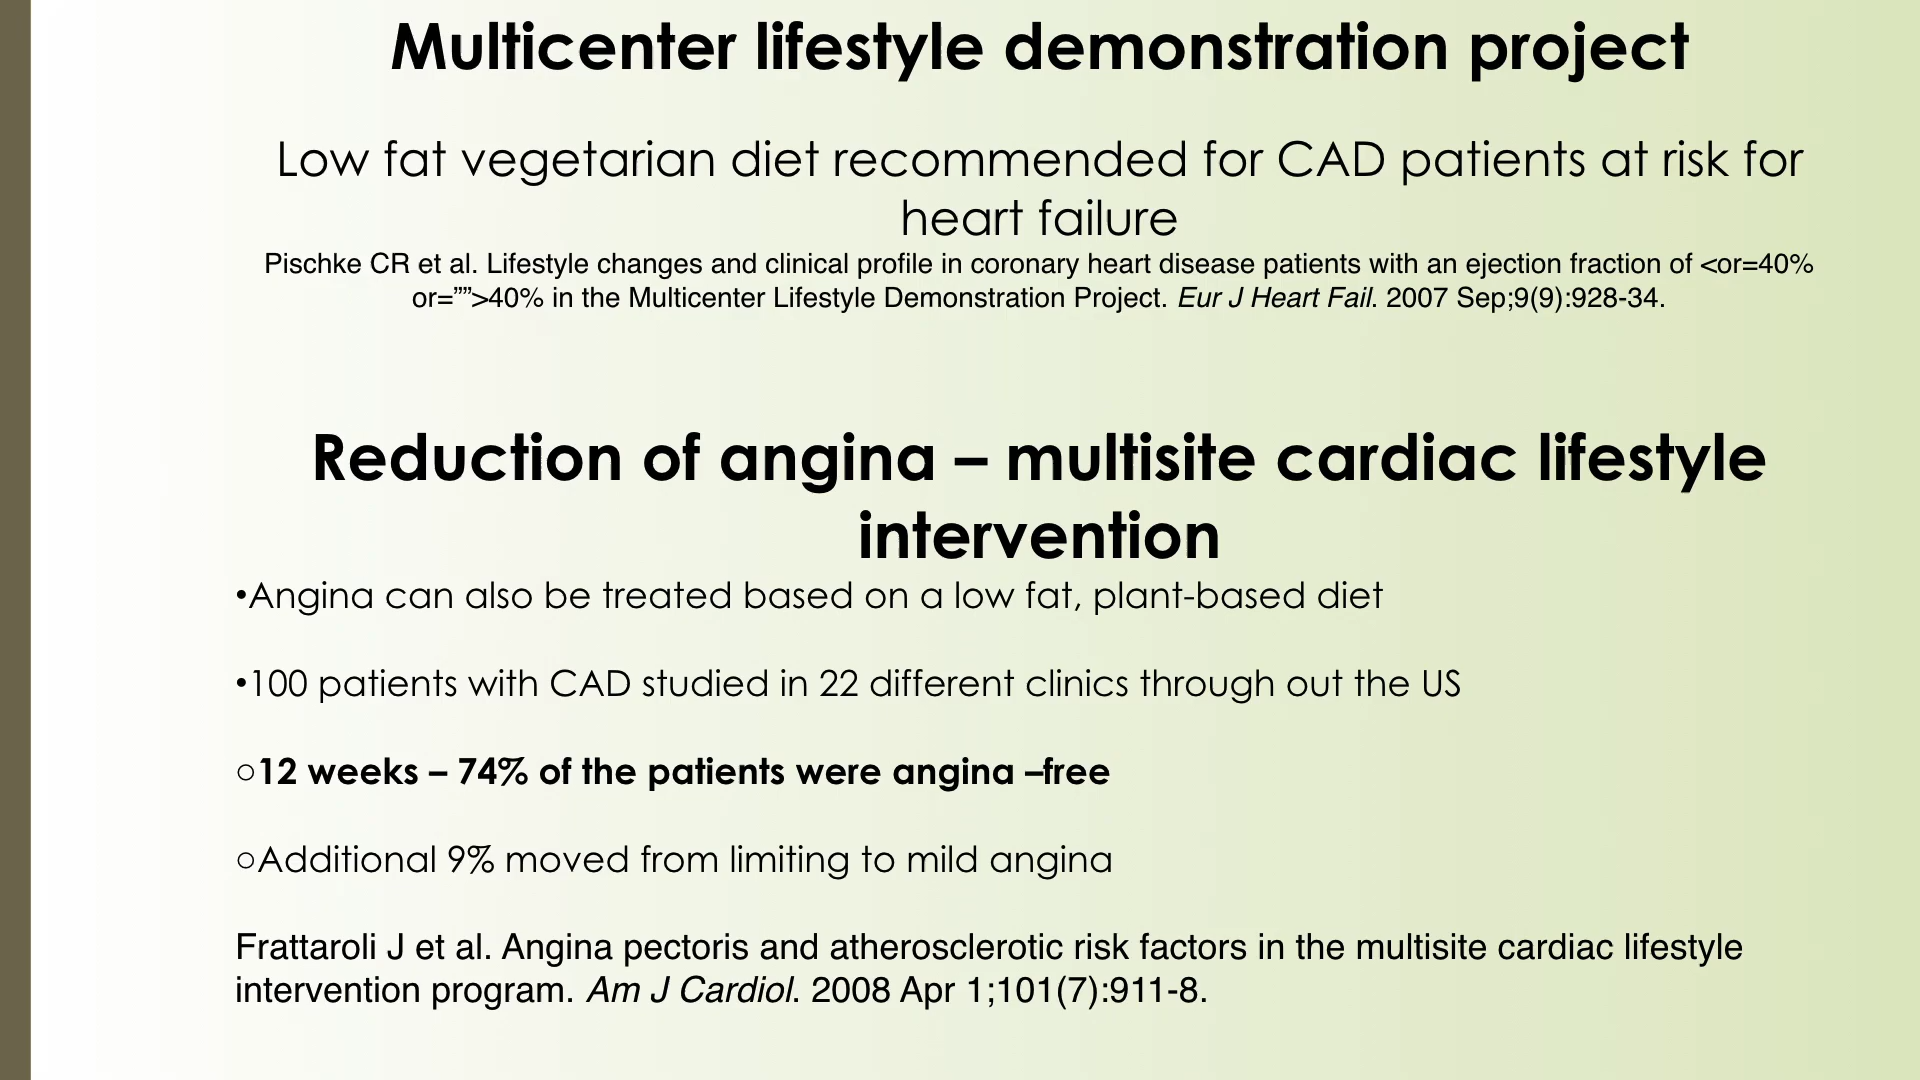 Multicenter lifestyle demonstration project
Low fat vegetarian diet recommended for CAD patients at risk for
heart failure
Pischke CR et al. Lifestyle changes and clinical profile in coronary heart disease patients with an ejection fraction of <or=40%
or=””>40% in the Multicenter Lifestyle Demonstration Project. Eur J Heart Fail. 2007 Sep;9(9):928-34.
Reduction of angina – multisite cardiac lifestyle
intervention
•Angina can also be treated based on a low fat, plant-based diet
•100 patients with CAD studied in 22 different clinics through out the US
○12 weeks – 74% of the patients were angina –free
○Additional 9% moved from limiting to mild angina
Frattaroli J et al. Angina pectoris and atherosclerotic risk factors in the multisite cardiac lifestyle
intervention program. Am J Cardiol. 2008 Apr 1;101(7):911-8.